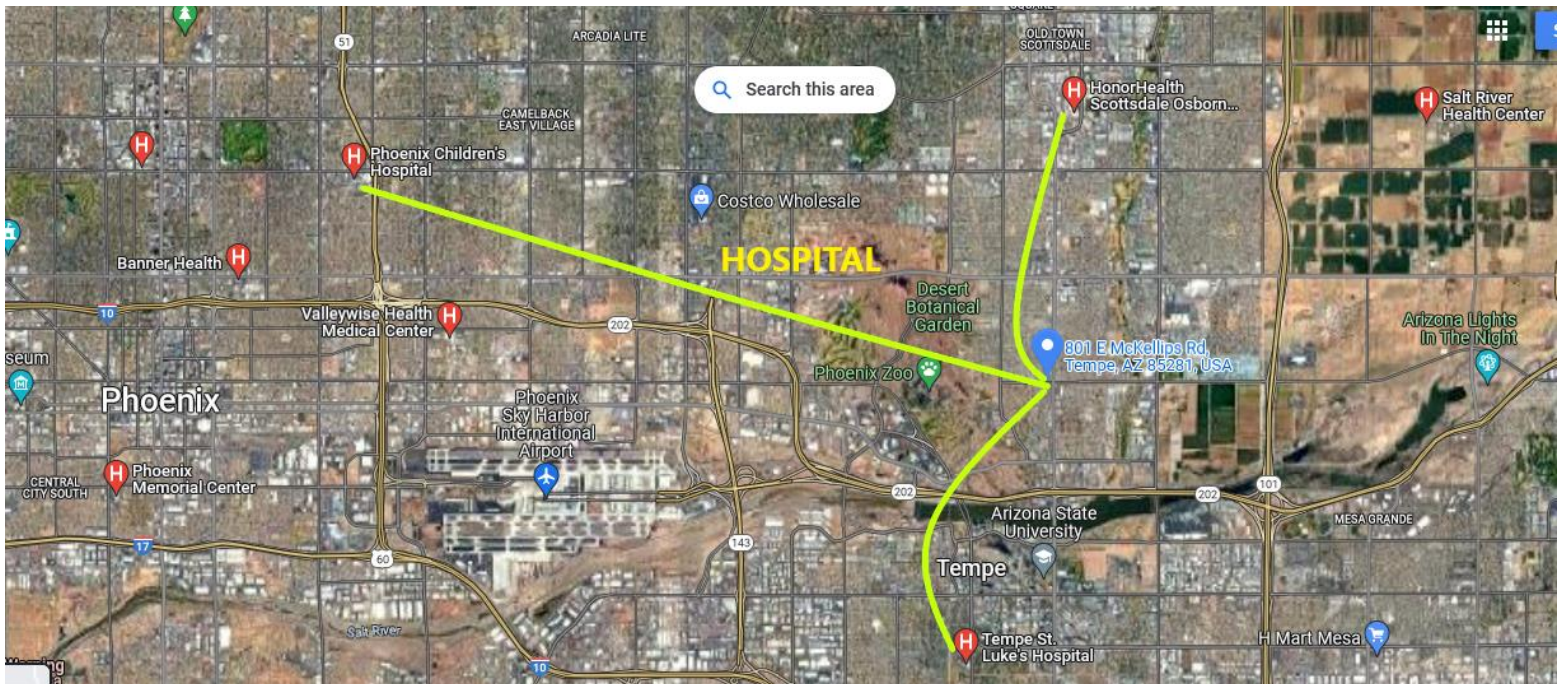 SQUARE
51
ARCADIA LITE
OLD TOWN
SCOTTSDALE
Search this area
HonorHealth
Scottsdale Osborn...
Salt River
Health Center
CAMELBACK
EAST VILLAGE
Phoenix Children's
Hospital
Costco Wholesale
HOSPITAL
Banner Health
Desert
Botanical
Garden
10
Valleywise Health
Medical Center
202
Arizona Lights
In The Night
801 E McKellips Rd,
Tempe, AZ 85281, USA
seum
Phoenix Zoo
Phoenix
Phoenix
Sky Harbor
International
Airport
Phoenix
Memorial Center
CENTRAL
CITY SOUTH
202
202
101
Arizona State
University
MESA GRANDE
17
60
143
Tempe
Salt River
Tempe St.
Luke's Hospital
H Mart Mesa
10